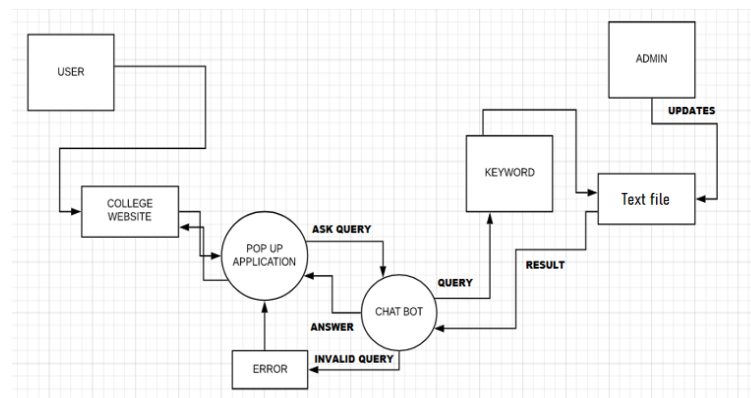 USER
ADMIN
UPDATES
KEYWORD
Text file
COLLEGE
WEBSITE
POP UP
APPLICATION
ASK QUERY
RESULT
QUERY
CHAT BOT
ANSWER
INVALID QUERY
ERROR